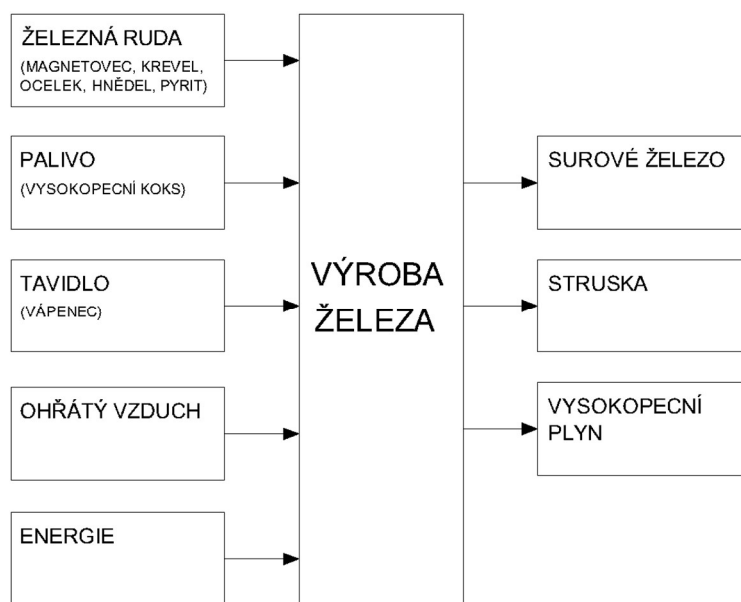 ŽELEZNÁ RUDA
(MAGNETOVEC, KREVEL,
OCELEK, HNĚDEL, PYRIT)
PALIVO
(VYSOKOPECNÍ KOKS)
TAVIDLO
(VÁPENEC)
OHŘÁTÝ VZDUCH
ENERGIE
VÝROBA
ŽELEZA
SUROVÉ ŽELEZO
STRUSKA
VYSOKOPECNÍ
PLYN